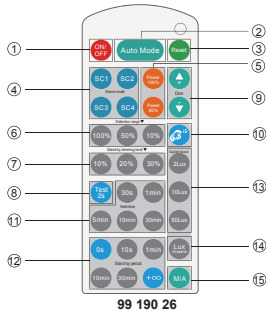 ① ② ③
ON/OFF Auto Mode Reset
④ ⑤
SC1 SC2 Power 100%
Scene mode Dim
SC3 SC4 Power 80%
⑨
Detection range ▼
⑥ 100% 50% 10% ⑩
Stand-by dimming level ▼
⑦ 10% 20% 30% 2Lux
⑧ Test 2s 30s 1min
Hold time 10Lux ⑬
⑪ 5min 10min 30min 50Lux
⑫ 0s 10s 1min Lux ⑭
Stand-by period
10min 30min +∞ M/A ⑮
99 190 26